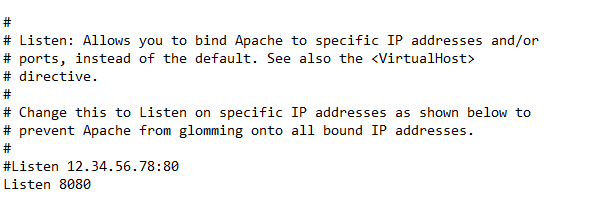 #
# Listen: Allows you to bind Apache to specific IP addresses and/or
# ports, instead of the default. See also the <VirtualHost>
# directive.
#
# Change this to Listen on specific IP addresses as shown below to
# prevent Apache from glomming onto all bound IP addresses.
#
#Listen 12.34.56.78:80
Listen 8080